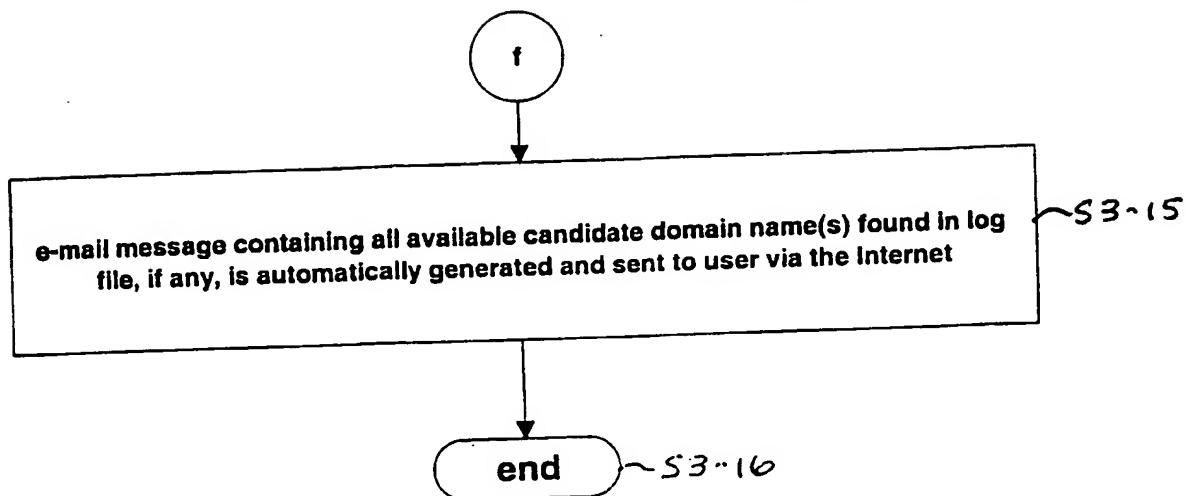 f
e-mail message containing all available candidate domain name(s) found in log
file, if any, is automatically generated and sent to user via the Internet
S3-15
end
S3-16